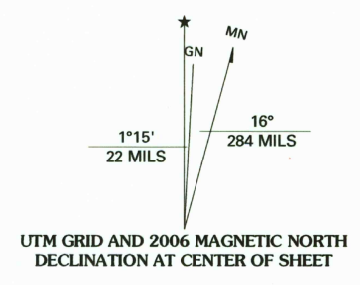 MN
GN
1°15'
22 MILS
16°
284 MILS
UTM GRID AND 2006 MAGNETIC NORTH
DECLINATION AT CENTER OF SHEET